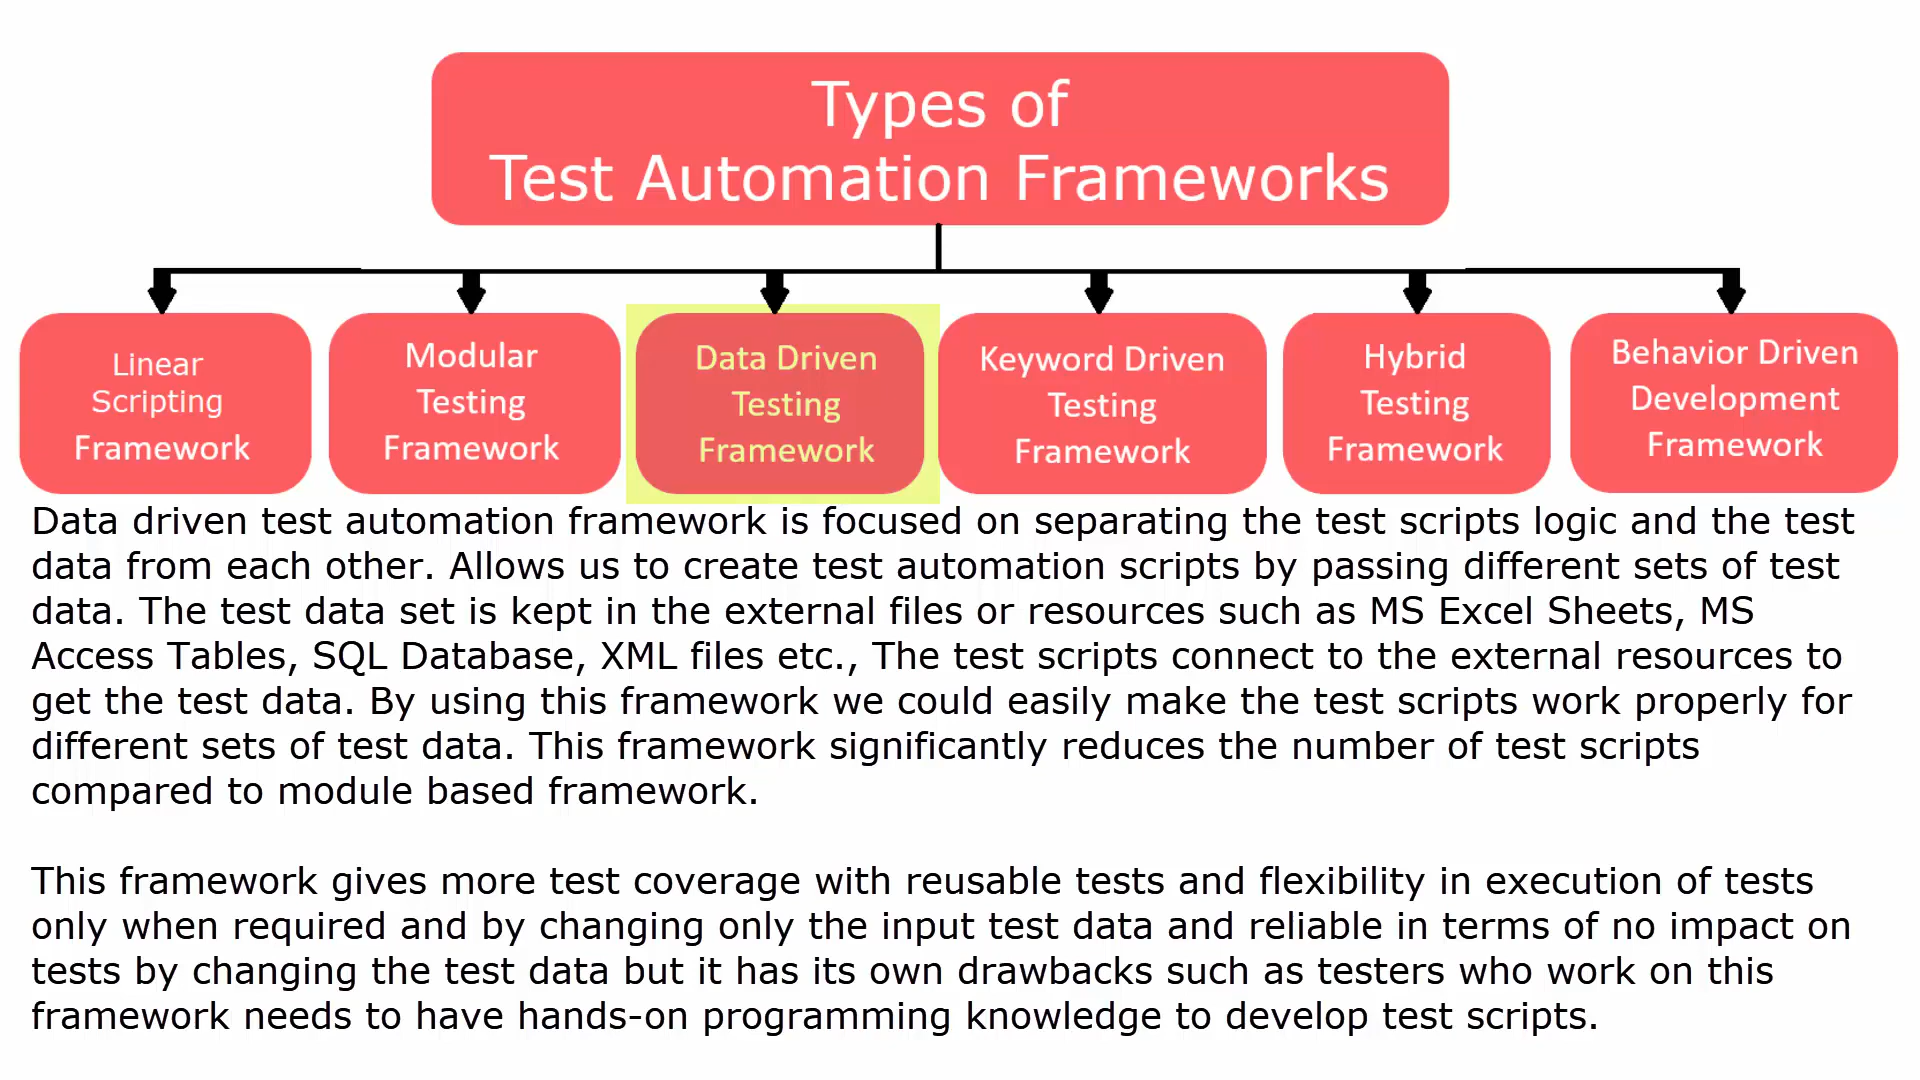 Types of
Test Automation Frameworks
Linear
Scripting
Framework
Modular
Testing
Framework
Data Driven
Testing
Framework
Keyword Driven
Testing
Framework
Hybrid
Testing
Framework
Behavior Driven
Development
Framework
Data driven test automation framework is focused on separating the test scripts logic and the test
data from each other. Allows us to create test automation scripts by passing different sets of test
data. The test data set is kept in the external files or resources such as MS Excel Sheets, MS
Access Tables, SQL Database, XML files etc., The test scripts connect to the external resources to
get the test data. By using this framework we could easily make the test scripts work properly for
different sets of test data. This framework significantly reduces the number of test scripts
compared to module based framework.
This framework gives more test coverage with reusable tests and flexibility in execution of tests
only when required and by changing only the input test data and reliable in terms of no impact on
tests by changing the test data but it has its own drawbacks such as testers who work on this
framework needs to have hands-on programming knowledge to develop test scripts.